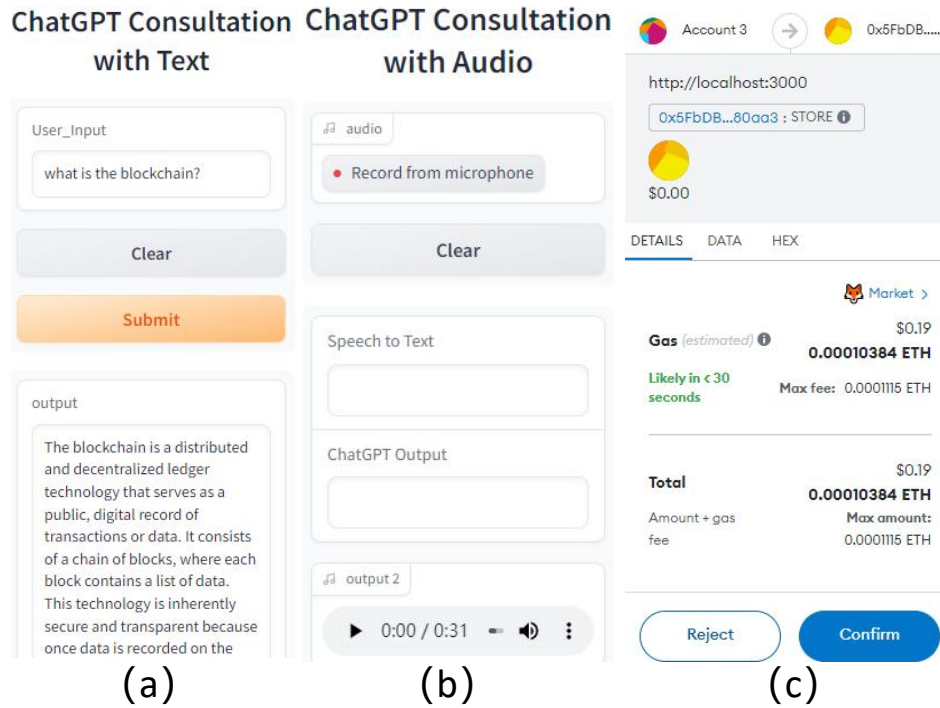 ChatGPT Consultation
with Text
User_Input
what is the blockchain?
Clear
Submit
output
The blockchain is a distributed
and decentralized ledger
technology that serves as a
public, digital record of
transactions or data. It consists
of a chain of blocks, where each
block contains a list of data.
This technology is inherently
secure and transparent because
once data is recorded on the
(a)
ChatGPT Consultation
with Audio
audio
Record from microphone
Clear
Speech to Text
ChatGPT Output
output 2
0:00 / 0:31
(b)
Account 3
0x5FbDB.....
http://localhost:3000
0x5FbDB...80aa3 : STORE
$0.00
DETAILS DATA HEX
Market >
Gas (estimated) $0.19
0.00010384 ETH
Likely in < 30
seconds
Max fee: 0.0001115 ETH
Total $0.19
0.00010384 ETH
Amount + gas
fee
Max amount:
0.0001115 ETH
Reject Confirm
(c)